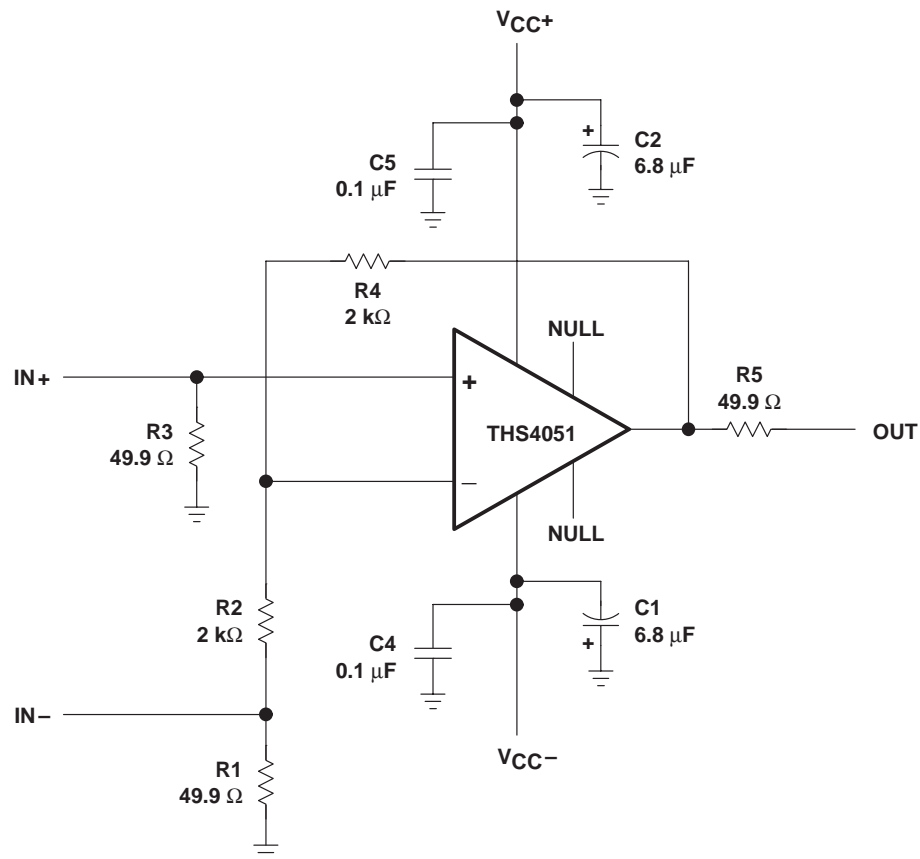 VCC+
C5
0.1 μF
+
C2
6.8 μF
R4
2 kΩ
NULL
IN+
+
R5
49.9 Ω
R3
49.9 Ω
THS4051
OUT
–
NULL
R2
2 kΩ
C4
0.1 μF
C1
6.8 μF
+
IN–
VCC–
R1
49.9 Ω